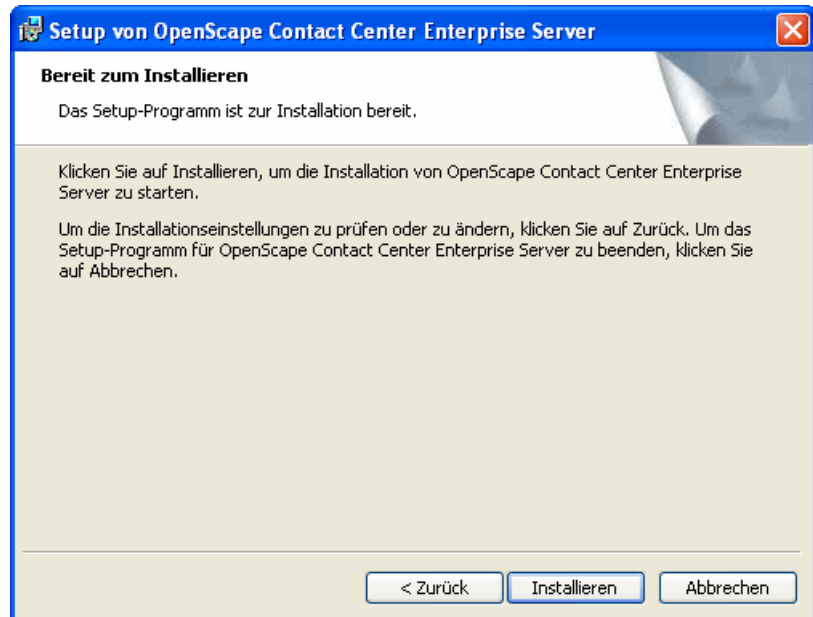 Setup von OpenScape Contact Center Enterprise Server
Bereit zum Installieren
Das Setup-Programm ist zur Installation bereit.
Klicken Sie auf Installieren, um die Installation von OpenScape Contact Center Enterprise
Server zu starten.
Um die Installationseinstellungen zu prüfen oder zu ändern, klicken Sie auf Zurück. Um das
Setup-Programm für OpenScape Contact Center Enterprise Server zu beenden, klicken Sie
auf Abbrechen.
< Zurück Installieren Abbrechen